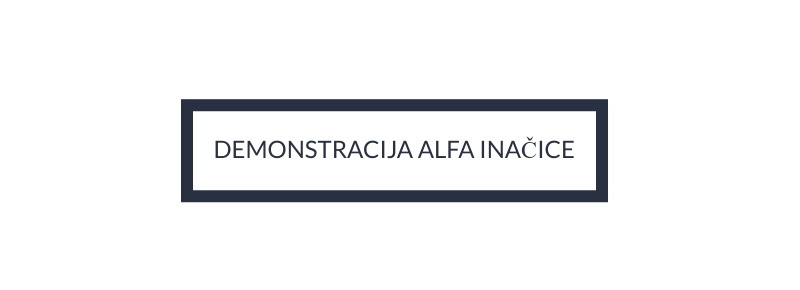 DEMONSTRACIJA ALFA INAČICE